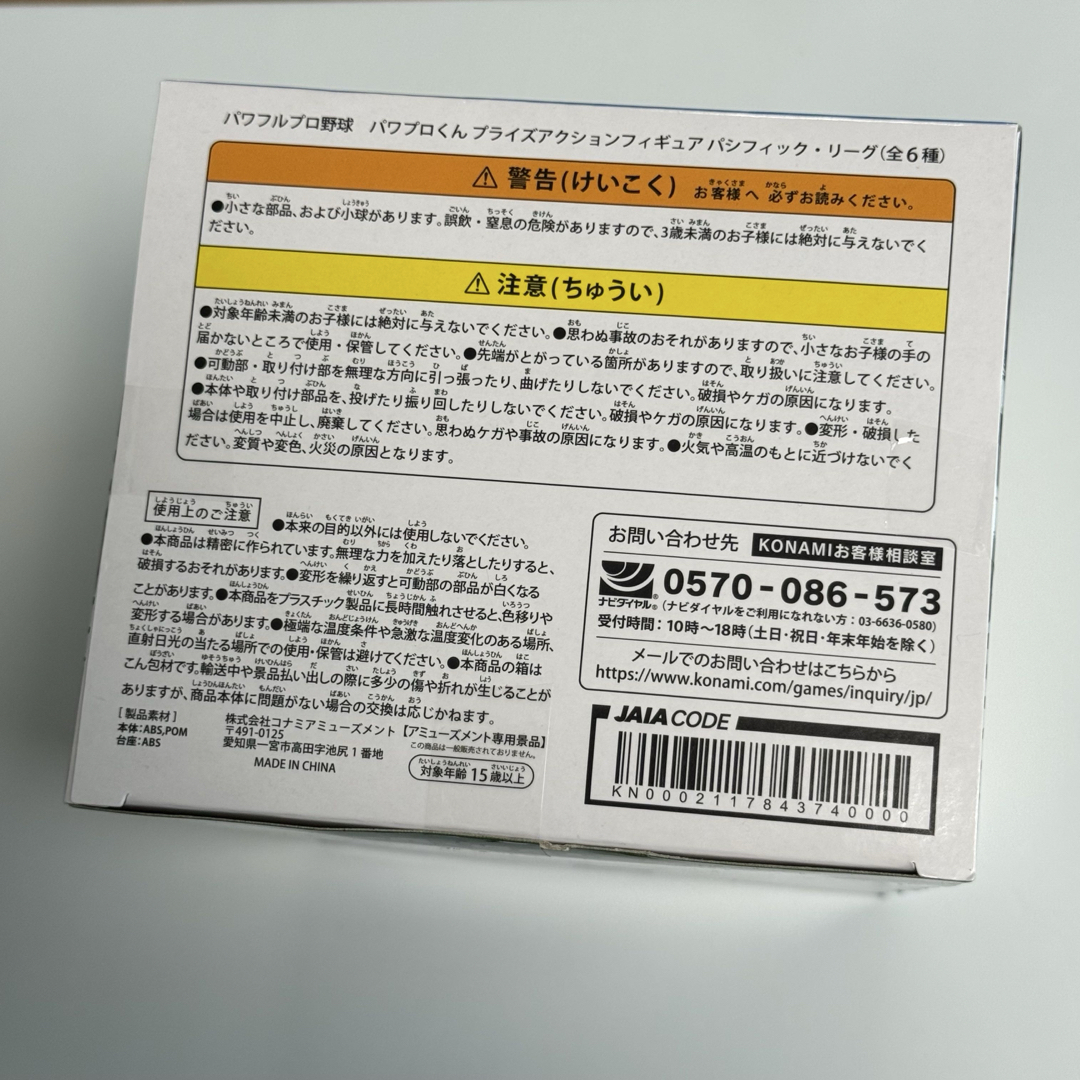 パワフルプロ野球　パワプロくん プライズアクションフィギュア パシフィック・リーグ(全6種)
⚠ 警告(けいこく) お客様へ 必ずお読みください。
●小さな部品、および小球があります。誤飲・窒息の危険がありますので、3歳未満のお子様には絶対に与えないでく
ださい。
⚠ 注意(ちゅうい)
●対象年齢未満のお子様には絶対に与えないでください。●思わぬ事故のおそれがありますので、小さなお子様の手の
届かないところで使用・保管してください。●先端がとがっている箇所がありますので、取り扱いに注意してください。
●可動部・取り付け部を無理な方向に引っ張ったり、曲げたりしないでください。破損やケガの原因になります。
●本体や取り付け部品を、投げたり振り回したりしないでください。破損やケガの原因になります。●変形・破損した
場合は使用を中止し、廃棄してください。思わぬケガや事故の原因になります。●火気や高温のもとに近づけないでく
ださい。変質や変色、火災の原因となります。
使用上のご注意 ●本来の目的以外には使用しないでください。
●本商品は精密に作られています。無理な力を加えたり落としたりすると、
破損するおそれがあります。●変形を繰り返すと可動部の部品が白くなる
ことがあります。●本商品をプラスチック製品に長時間触れさせると、色移りや
変形する場合があります。●極端な温度条件や急激な温度変化のある場所、
直射日光の当たる場所での使用・保管は避けてください。●本商品の箱は
こん包材です。輸送中や景品払い出しの際に多少の傷や折れが生じることが
ありますが、商品本体に問題がない場合の交換は応じかねます。
[製品素材]
本体:ABS,POM
台座:ABS
株式会社コナミアミューズメント【アミューズメント専用景品】
〒491-0125
この商品は一般販売されておりません。
愛知県一宮市高田字池尻1番地
MADE IN CHINA
対象年齢15歳以上
お問い合わせ先 KONAMIお客様相談室
ナビダイヤル® 0570-086-573
(ナビダイヤルをご利用になれない方:03-6636-0580)
受付時間:10時～18時(土日・祝日・年末年始を除く)
メールでのお問い合わせはこちらから
https://www.konami.com/games/inquiry/jp/
JAIA CODE
KN00021178437400​00